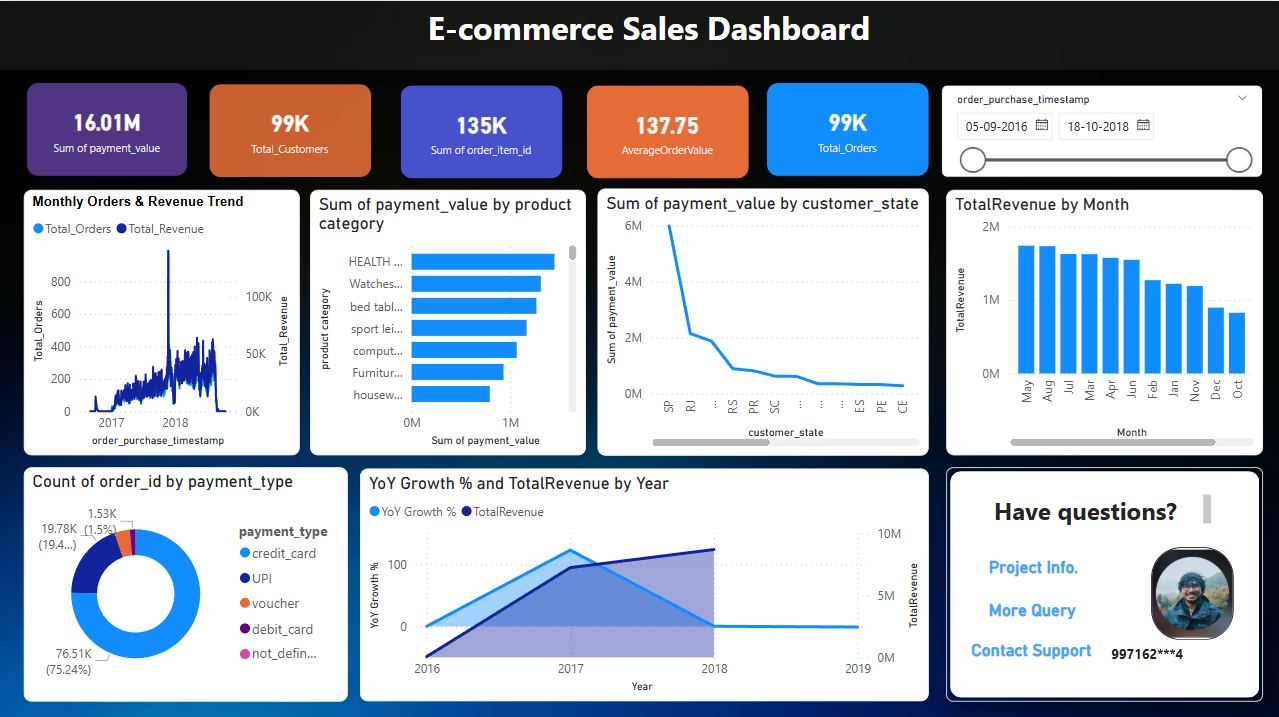 E-commerce Sales Dashboard
16.01M
Sum of payment_value
99K
Total_Customers
135K
Sum of order_item_id
137.75
AverageOrderValue
99K
Total_Orders
order_purchase_timestamp
05-09-2016
18-10-2018
Monthly Orders & Revenue Trend
Total_Orders
Total_Revenue
Total_Orders
800
600
400
200
0
100K
50K
0K
Total_Revenue
2017
2018
order_purchase_timestamp
Sum of payment_value by product
category
product category
HEALTH ...
Watches...
bed tabl...
sport lei...
comput...
Furnitur...
housew...
0M
1M
Sum of payment_value
Sum of payment_value by customer_state
Sum of payment_value
6M
4M
2M
0M
SP
RJ
...
RS
PR
SC
...
...
...
ES
PE
CE
customer_state
TotalRevenue by Month
TotalRevenue
2M
1M
0M
May
Aug
Jul
Mar
Apr
Jun
Feb
Jan
Nov
Dec
Oct
Month
Count of order_id by payment_type
1.53K
(1.5%)
19.78K
(19.4...)
76.51K
(75.24%)
payment_type
credit_card
UPI
voucher
debit_card
not_defin...
YoY Growth % and TotalRevenue by Year
YoY Growth %
TotalRevenue
YoY Growth %
100
0
10M
5M
0M
TotalRevenue
2016
2017
2018
2019
Year
Have questions?
Project Info.
More Query
Contact Support
997162***4